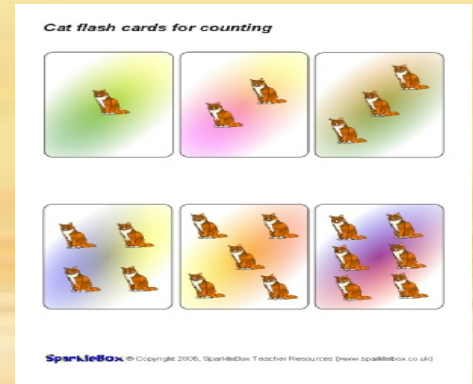 Cat flash cards for counting
SparkleBox © Copyright 2008, SparkleBox Teacher Resources (www.sparklebox.co.uk)